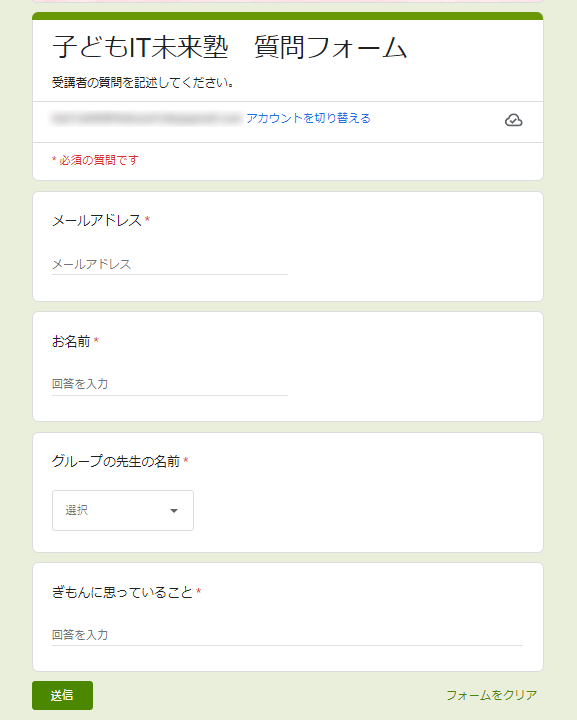 子どもIT未来塾　質問フォーム
受講者の質問を記述してください。
アカウントを切り替える
* 必須の質問です
メールアドレス *
メールアドレス
お名前 *
回答を入力
グループの先生の名前 *
選択
ぎもんに思っていること *
回答を入力
送信
フォームをクリア